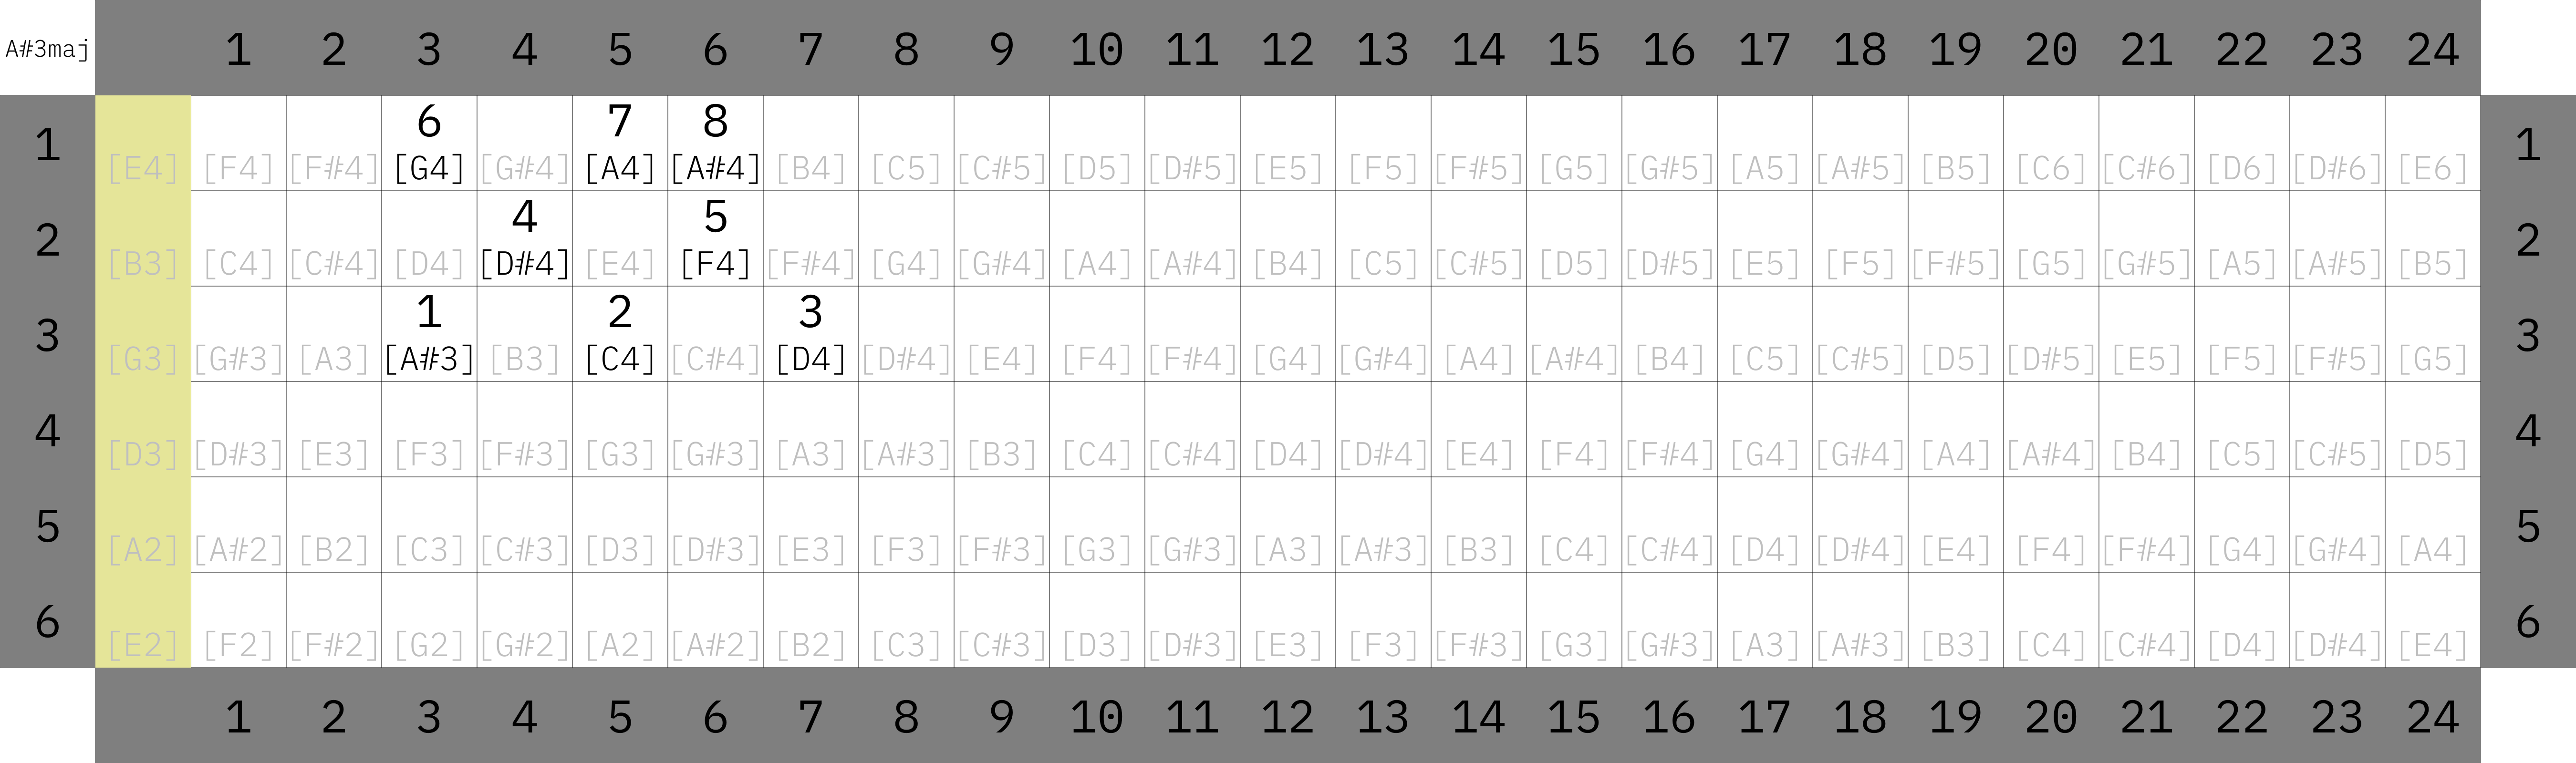 A#3maj 1 2 3 4 5 6 7 8 9 10 11 12 13 14 15 16 17 18 19 20 21 22 23 24
6 7 8
1 [E4] [F4] [F#4] [G4] [G#4] [A4] [A#4] [B4] [C5] [C#5] [D5] [D#5] [E5] [F5] [F#5] [G5] [G#5] [A5] [A#5] [B5] [C6] [C#6] [D6] [D#6] [E6] 1
4 5
2 [B3] [C4] [C#4] [D4] [D#4] [E4] [F4] [F#4] [G4] [G#4] [A4] [A#4] [B4] [C5] [C#5] [D5] [D#5] [E5] [F5] [F#5] [G5] [G#5] [A5] [A#5] [B5] 2
1 2 3
3 [G3] [G#3] [A3] [A#3] [B3] [C4] [C#4] [D4] [D#4] [E4] [F4] [F#4] [G4] [G#4] [A4] [A#4] [B4] [C5] [C#5] [D5] [D#5] [E5] [F5] [F#5] [G5] 3
4 [D3] [D#3] [E3] [F3] [F#3] [G3] [G#3] [A3] [A#3] [B3] [C4] [C#4] [D4] [D#4] [E4] [F4] [F#4] [G4] [G#4] [A4] [A#4] [B4] [C5] [C#5] [D5] 4
5 [A2] [A#2] [B2] [C3] [C#3] [D3] [D#3] [E3] [F3] [F#3] [G3] [G#3] [A3] [A#3] [B3] [C4] [C#4] [D4] [D#4] [E4] [F4] [F#4] [G4] [G#4] [A4] 5
6 [E2] [F2] [F#2] [G2] [G#2] [A2] [A#2] [B2] [C3] [C#3] [D3] [D#3] [E3] [F3] [F#3] [G3] [G#3] [A3] [A#3] [B3] [C4] [C#4] [D4] [D#4] [E4] 6
1 2 3 4 5 6 7 8 9 10 11 12 13 14 15 16 17 18 19 20 21 22 23 24